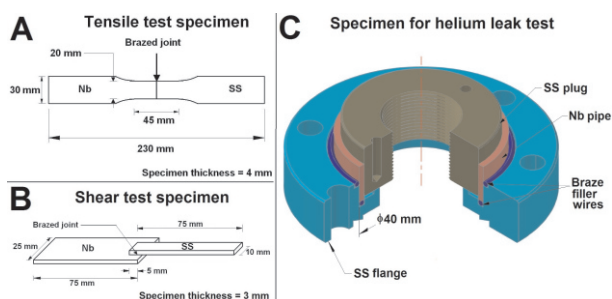 A
Tensile test specimen
Brazed joint
20 mm
30 mm
Nb
SS
45 mm
230 mm
Specimen thickness = 4 mm
B
Shear test specimen
75 mm
Brazed joint
25 mm
Nb
SS
10 mm
5 mm
75 mm
Specimen thickness = 3 mm
C
Specimen for helium leak test
SS plug
Nb pipe
Braze
filler
wires
ϕ40 mm
SS flange